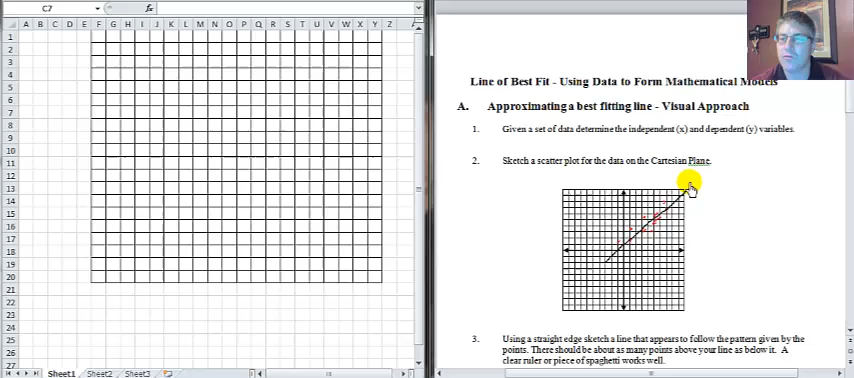 C7
fx
A B C D E F G H I J K L M N O P Q R S T U V W X Y Z
1
2
3
4
5
6
7
8
9
10
11
12
13
14
15
16
17
18
19
20
21
22
23
24
25
26
27
Sheet1 Sheet2 Sheet3
Line of Best Fit - Using Data to Form Mathematical Models
A. Approximating a best fitting line - Visual Approach
1. Given a set of data determine the independent (x) and dependent (y) variables.
2. Sketch a scatter plot for the data on the Cartesian Plane.
3. Using a straight edge sketch a line that appears to follow the pattern given by the
points. There should be about as many points above your line as below it. A
clear ruler or piece of spaghetti works well.